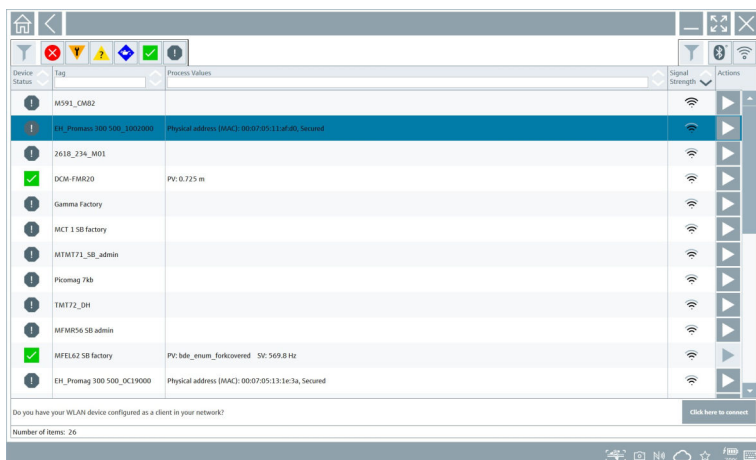 Device Status
Tag
Process Values
Signal Strength
Actions
M591_CM82
EH_Promass 300 500_1002000 Physical address (MAC): 00:07:05:11:af:d0, Secured
2618_234_M01
DCM-FMR20 PV: 0.725 m
Gamma Factory
MCT 1 SB factory
MTMT71_SB_admin
Picomag 7kb
TMT72_DH
MFMR56 SB admin
MFEL62 SB factory PV: bde_enum_forkcovered SV: 569.8 Hz
EH_Promag 300 500_0C19000 Physical address (MAC): 00:07:05:13:1e:3a, Secured
Do you have your WLAN device configured as a client in your network?
Click here to connect
Number of items: 26